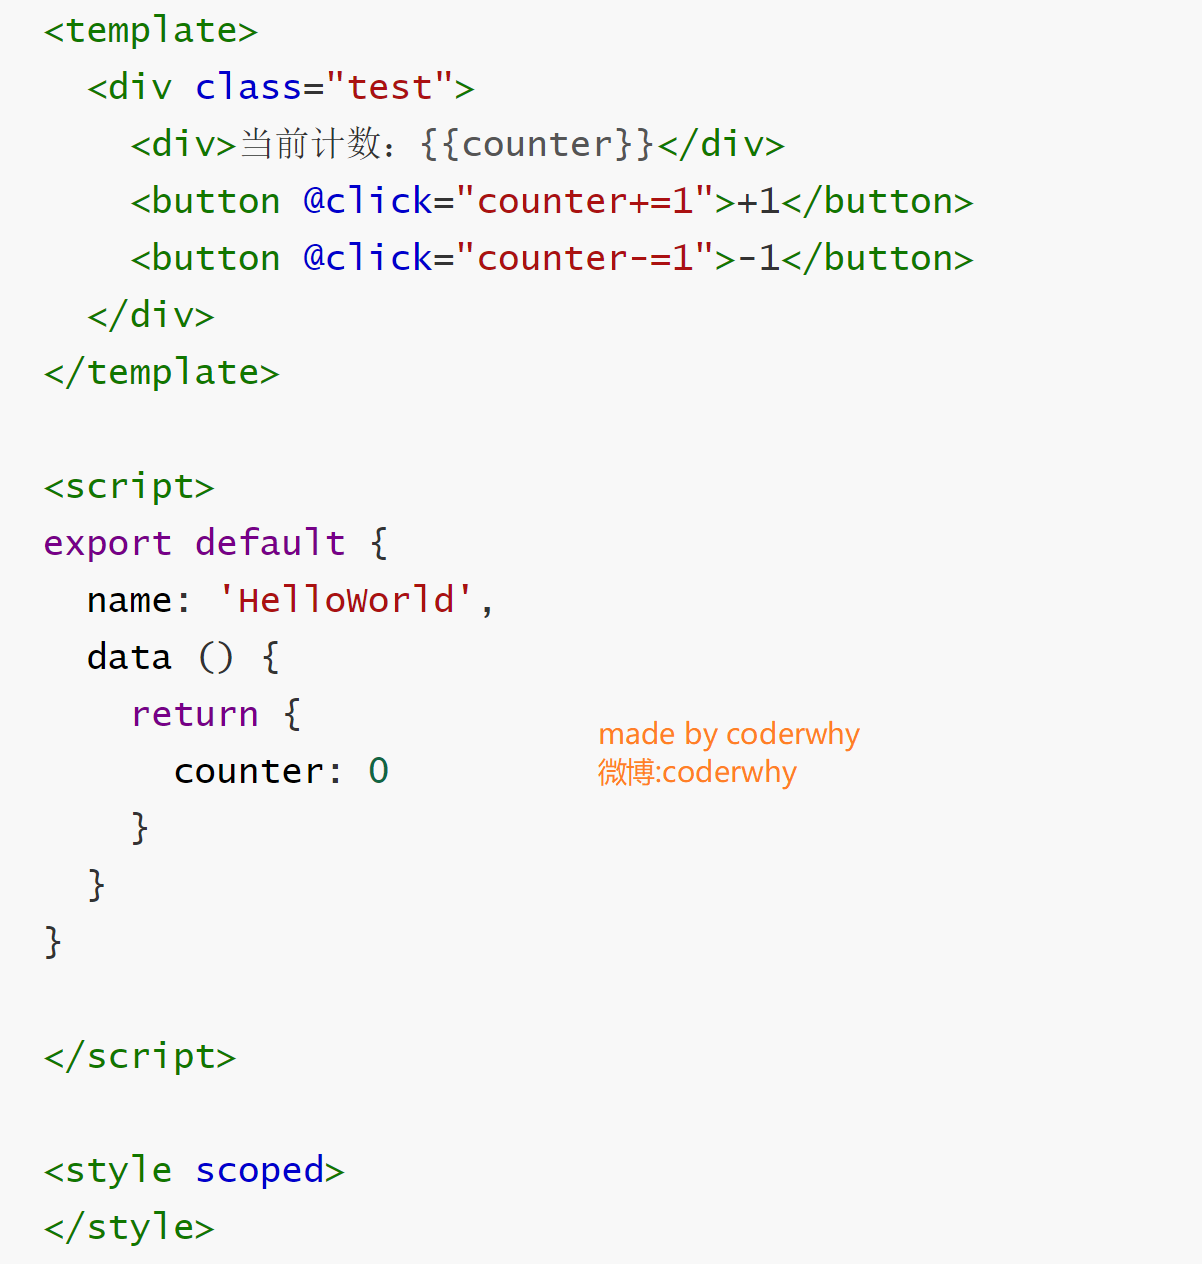 <template>
<div class="test">
<div>当前计数：{{counter}}</div>
<button @click="counter+=1">+1</button>
<button @click="counter-=1">-1</button>
</div>
</template>
<script>
export default {
name: 'HelloWorld',
data () {
return {
counter: 0
}
}
}
</script>
<style scoped>
</style>
made by coderwhy
微博:coderwhy